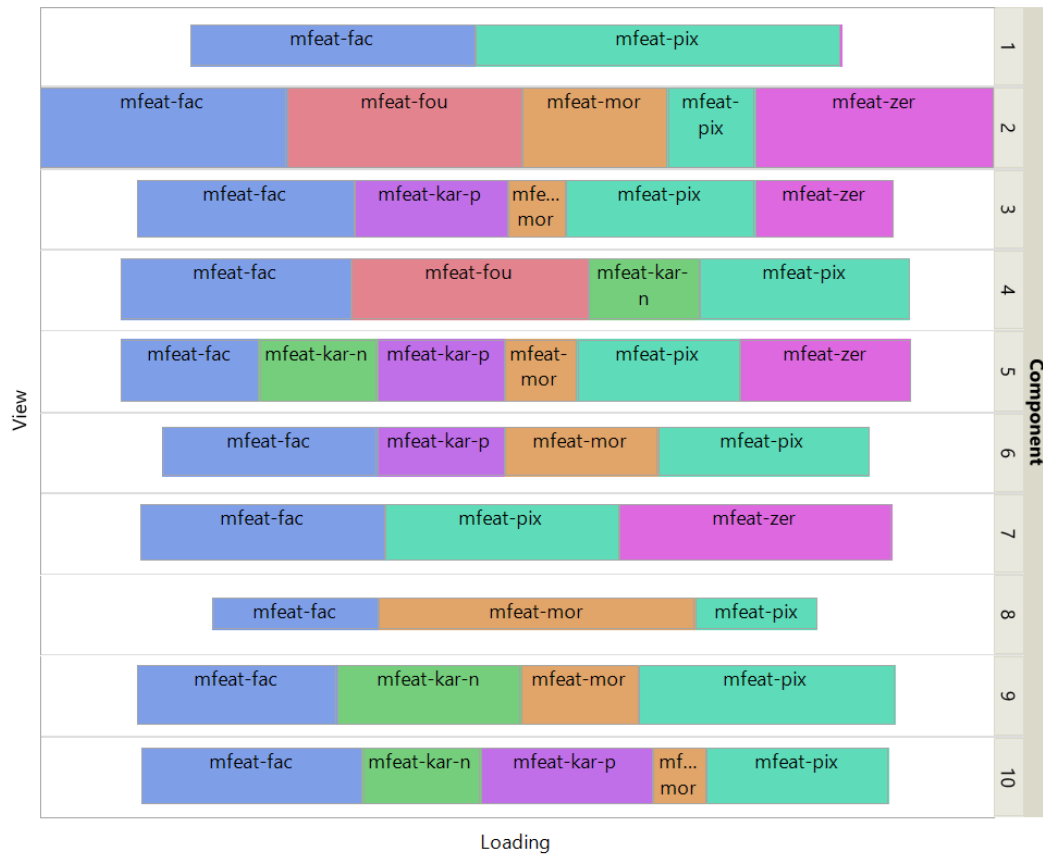 mfeat-fac mfeat-pix 1
mfeat-fac mfeat-fou mfeat-mor mfeat-
pix mfeat-zer 2
mfeat-fac mfeat-kar-p mfe...
mor mfeat-pix mfeat-zer 3
mfeat-fac mfeat-fou mfeat-kar-
n mfeat-pix 4
mfeat-fac mfeat-kar-n mfeat-kar-p mfeat-
mor mfeat-pix mfeat-zer 5
mfeat-fac mfeat-kar-p mfeat-mor mfeat-pix 6
mfeat-fac mfeat-pix mfeat-zer 7
mfeat-fac mfeat-mor mfeat-pix 8
mfeat-fac mfeat-kar-n mfeat-mor mfeat-pix 9
mfeat-fac mfeat-kar-n mfeat-kar-p mf...
mor mfeat-pix 10
View
Component
Loading